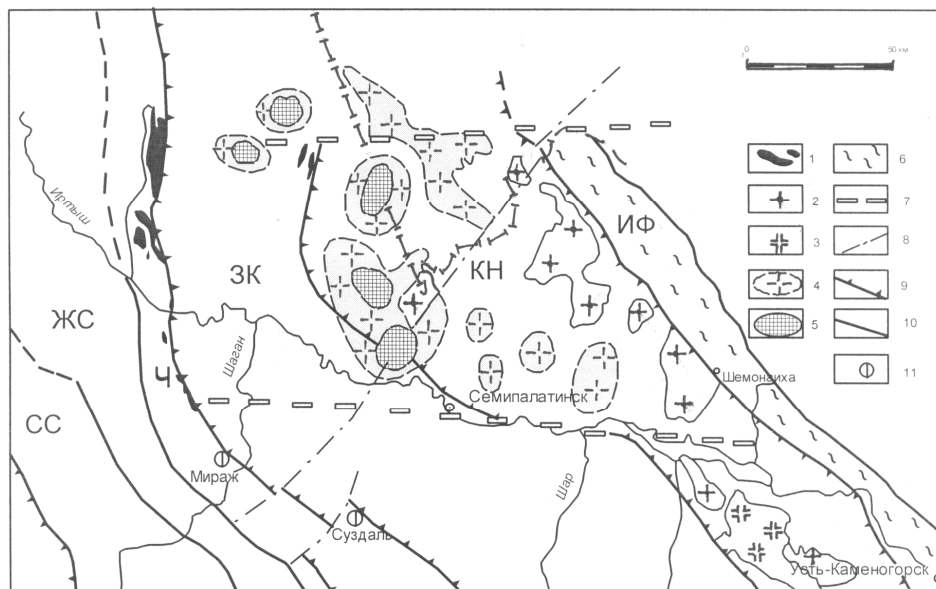 0 50 км
1 6
2 7
3 8
4 9
5 10
11
Иртыш
ЗК
КН
ИФ
ЖС
Шаган
Ч
СС
Шемонаиха
Семипалатинск
Мираж
Суздаль
Шар
Усть-Каменогорск